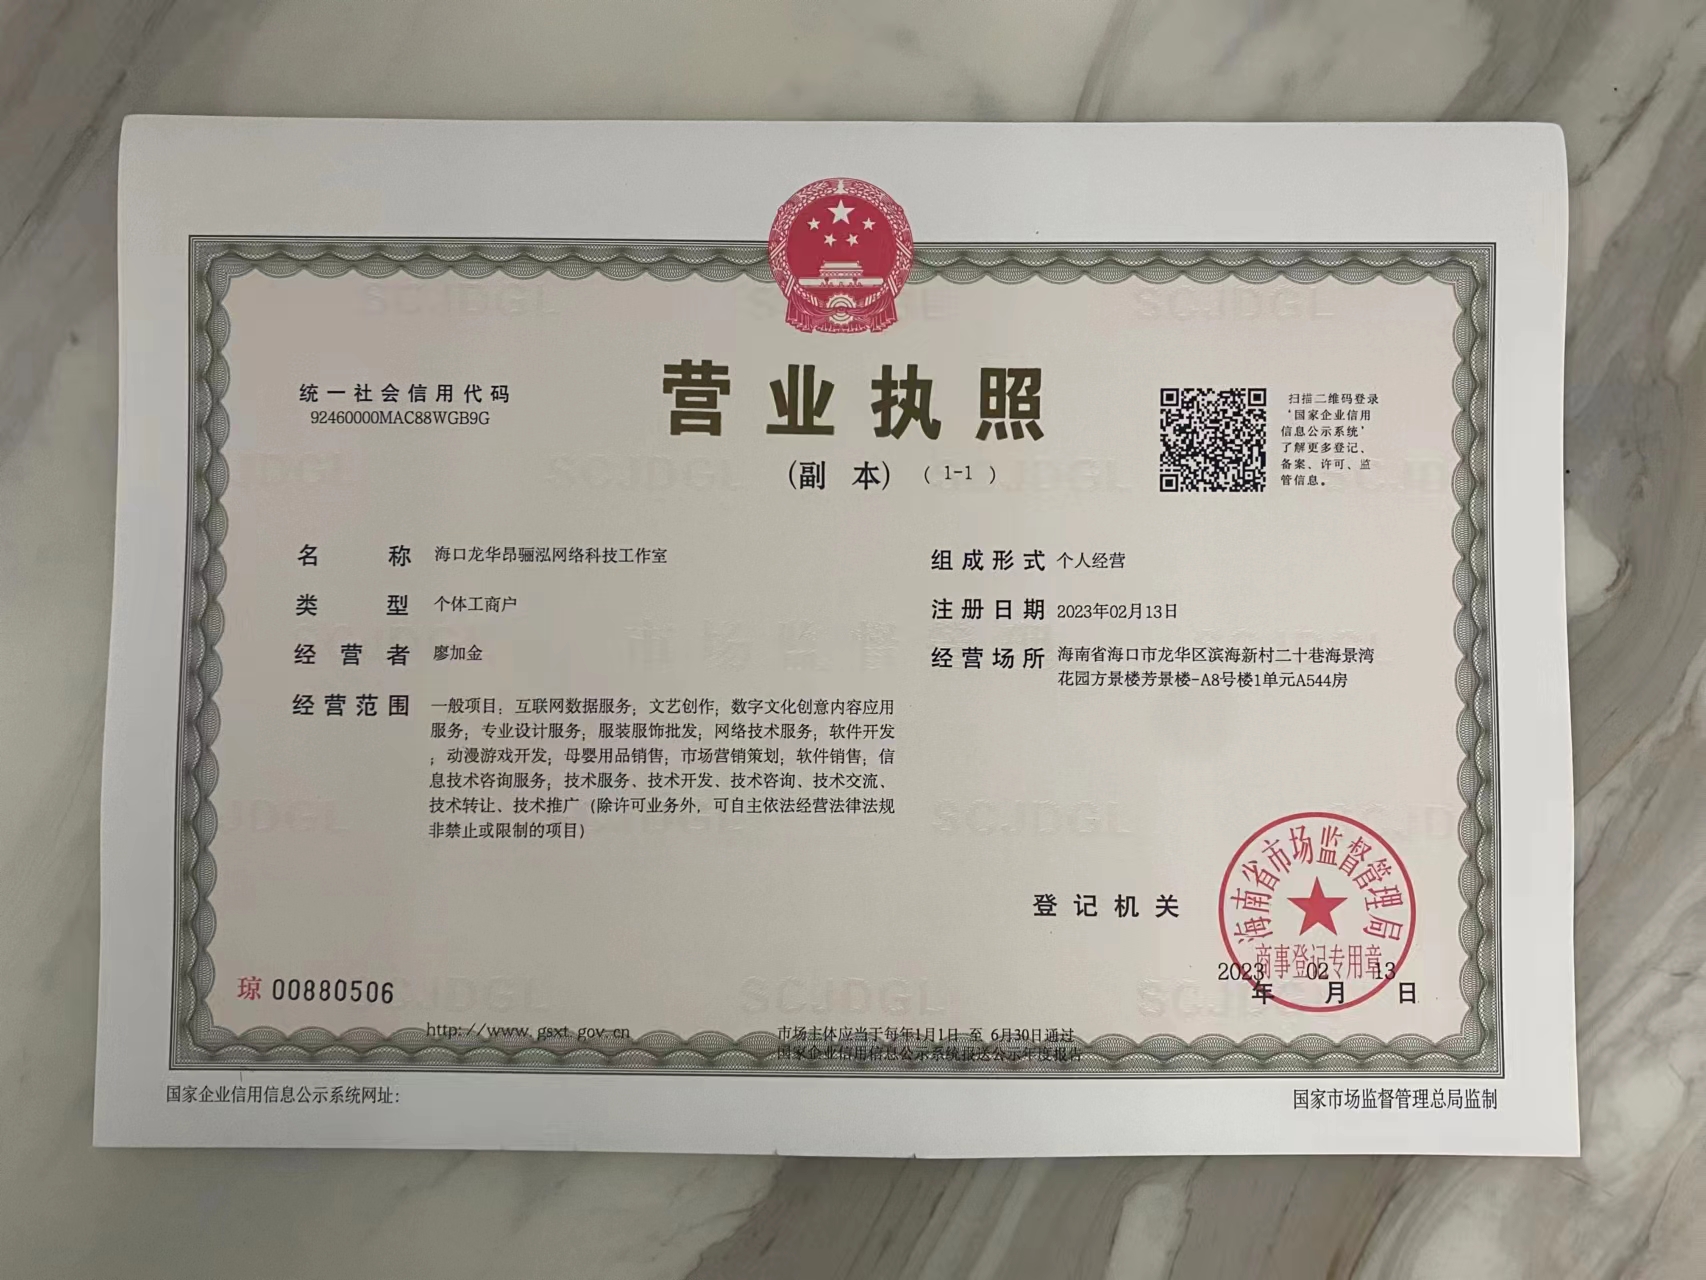 统一社会信用代码
92460000MAC88WGB9G
营业执照
(副 本) (1-1)
扫描二维码登录
‘国家企业信用
信息公示系统’
了解更多登记、
备案、许可、监
管信息。
名称 海口龙华昂骊泓网络科技工作室
类型 个体工商户
经营者 廖加金
经营范围 一般项目：互联网数据服务；文艺创作；数字文化创意内容应用
服务；专业设计服务；服装服饰批发；网络技术服务；软件开发
；动漫游戏开发；母婴用品销售；市场营销策划；软件销售；信
息技术咨询服务；技术服务、技术开发、技术咨询、技术交流、
技术转让、技术推广（除许可业务外，可自主依法经营法律法规
非禁止或限制的项目）
组成形式 个人经营
注册日期 2023年02月13日
经营场所 海南省海口市龙华区滨海新村二十巷海景湾
花园方景楼芳景楼-A8号楼1单元A544房
登记机关
海南省市场监督管理局
商事登记专用章
2023年02月13日
琼 00880506
http://www.gsxt.gov.cn
市场主体应当于每年1月1日 至 6月30日通过
国家企业信用信息公示系统报送公示年度报告
国家企业信用信息公示系统网址：
国家市场监督管理总局监制
SCJDGL
市场监督管理